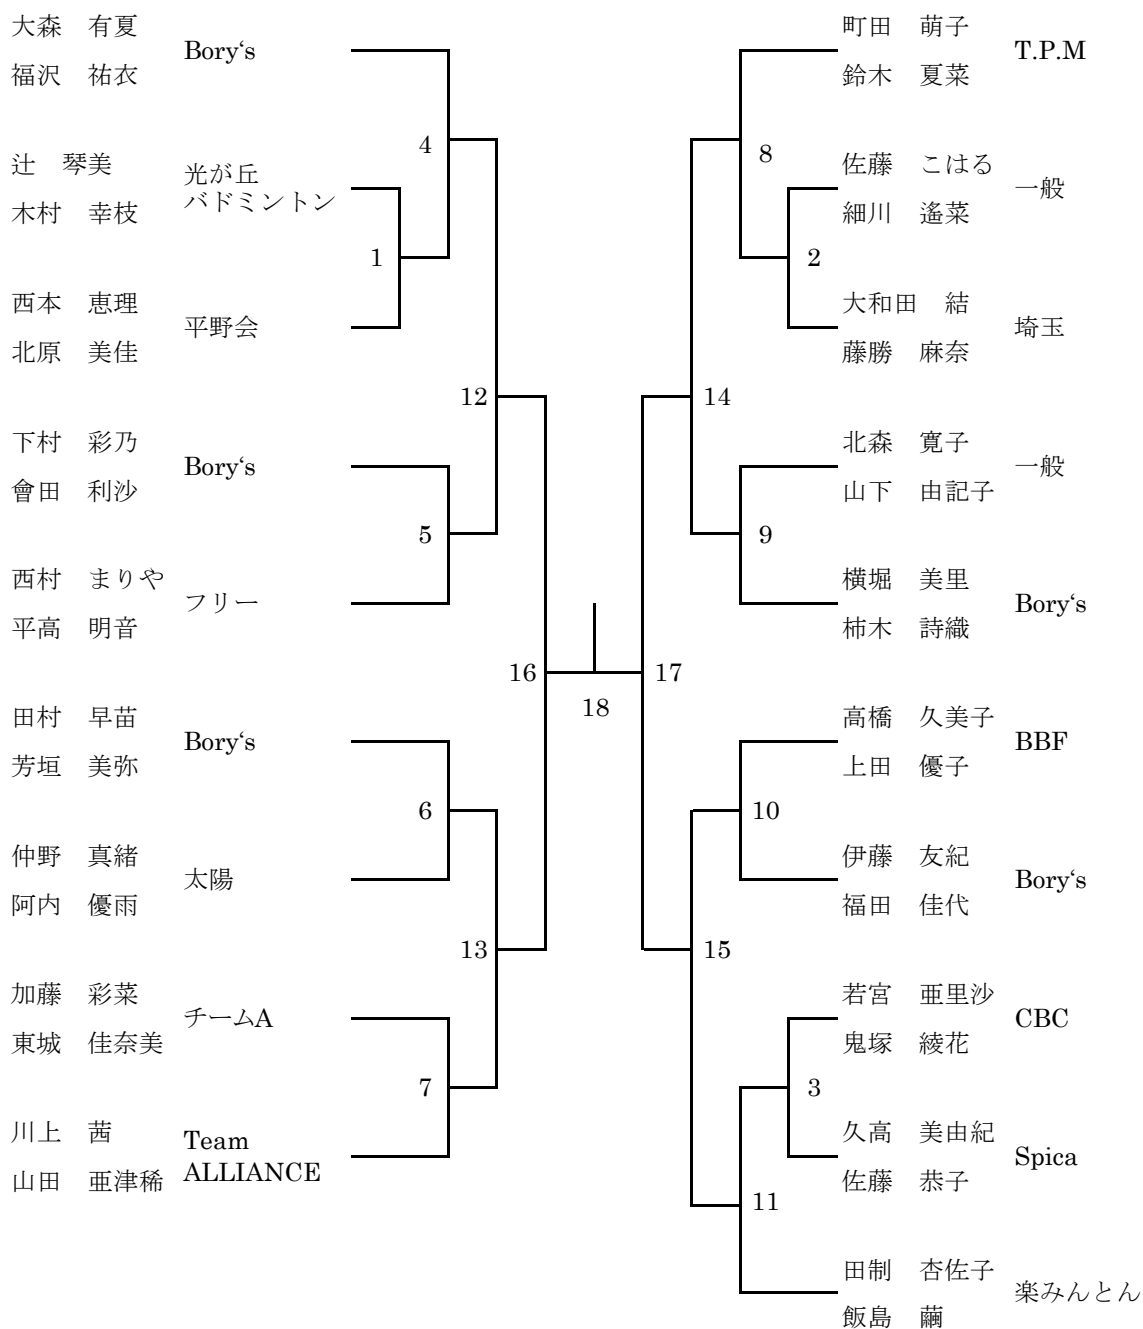 大森　有夏
Bory‘s
福沢　祐衣
辻　琴美
光が丘
バドミントン
木村　幸枝
1
4
西本　恵理
平野会
北原　美佳
12
下村　彩乃
Bory‘s
會田　利沙
5
西村　まりや
フリー
平高　明音
16
田村　早苗
Bory‘s
芳垣　美弥
6
仲野　真緒
太陽
阿内　優雨
13
加藤　彩菜
チームA
東城　佳奈美
7
川上　茜
Team
ALLIANCE
山田　亜津稀
18
町田　萌子
T.P.M
鈴木　夏菜
8
佐藤　こはる
一般
細川　遙菜
2
大和田　結
埼玉
藤勝　麻奈
14
北森　寛子
一般
山下　由記子
9
横堀　美里
Bory‘s
柿木　詩織
17
高橋　久美子
BBF
上田　優子
10
伊藤　友紀
Bory‘s
福田　佳代
15
若宮　亜里沙
CBC
鬼塚　綾花
3
久高　美由紀
Spica
佐藤　恭子
11
田制　杏佐子
楽みんとん
飯島　繭